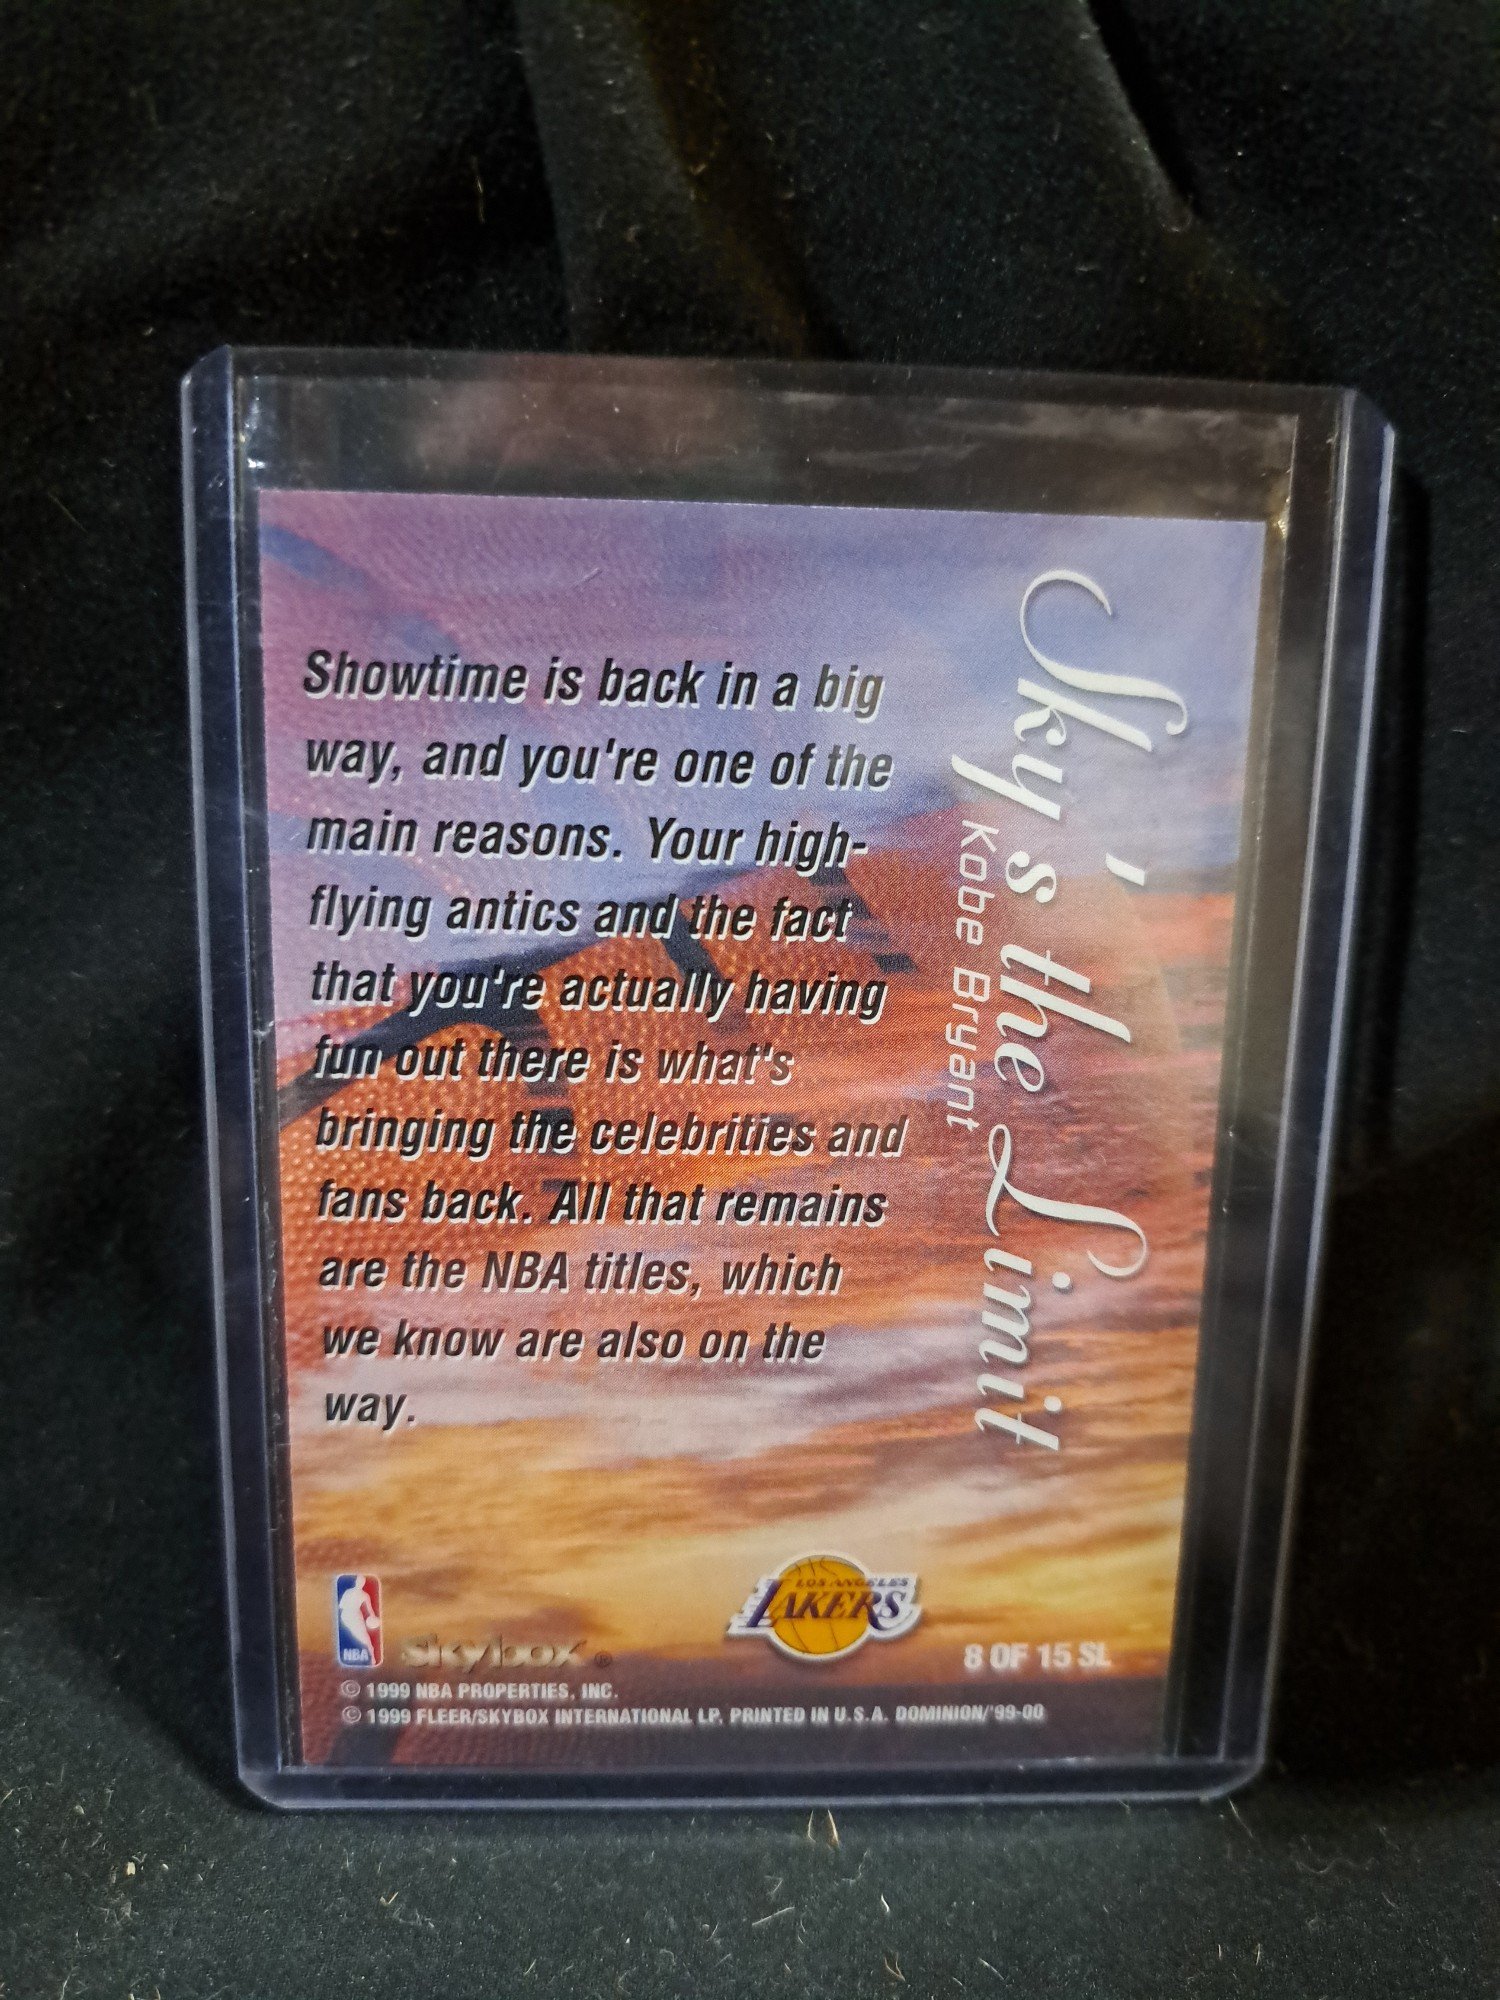 Showtime is back in a big
way, and you're one of the
main reasons. Your high-
flying antics and the fact
that you're actually having
fun out there is what's
bringing the celebrities and
fans back. All that remains
are the NBA titles, which
we know are also on the
way.
Sky's the Limit
Kobe Bryant
LOS ANGELES
LAKERS
NBA
Skybox®
8 OF 15 SL
© 1999 NBA PROPERTIES, INC.
© 1999 FLEER/SKYBOX INTERNATIONAL LP. PRINTED IN U.S.A. DOMINION/'99-00